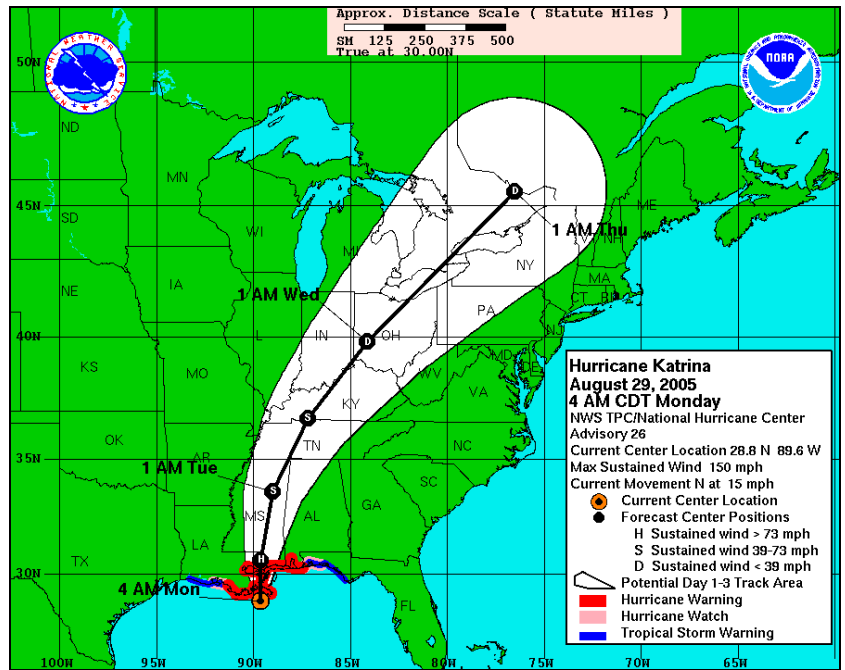 Approx. Distance Scale ( Statute Miles )
SM 125 250 375 500
True at 30.00N
NATIONAL WEATHER SERVICE
NOAA
50N
ND
MN
45N
ME
SD
WI
1 AM Thu
NH
MI
NY
MA
NE
IA
1 AM Wed
CT RI
PA
40N
IN
OH
NJ
MD
DE
KS
MO
WV
KY
VA
OK
TN
NC
35N
AR
1 AM Tue
SC
MS
AL
GA
LA
TX
30N
4 AM Mon
FL
D
D
S
S
H
Hurricane Katrina
August 29, 2005
4 AM CDT Monday
NWS TPC/National Hurricane Center
Advisory 26
Current Center Location 28.8 N 89.6 W
Max Sustained Wind 150 mph
Current Movement N at 15 mph
Current Center Location
Forecast Center Positions
H Sustained wind > 73 mph
S Sustained wind 39-73 mph
D Sustained wind < 39 mph
Potential Day 1-3 Track Area
Hurricane Warning
Hurricane Watch
Tropical Storm Warning
100W 95W 90W 85W 80W 75W 70W 65W